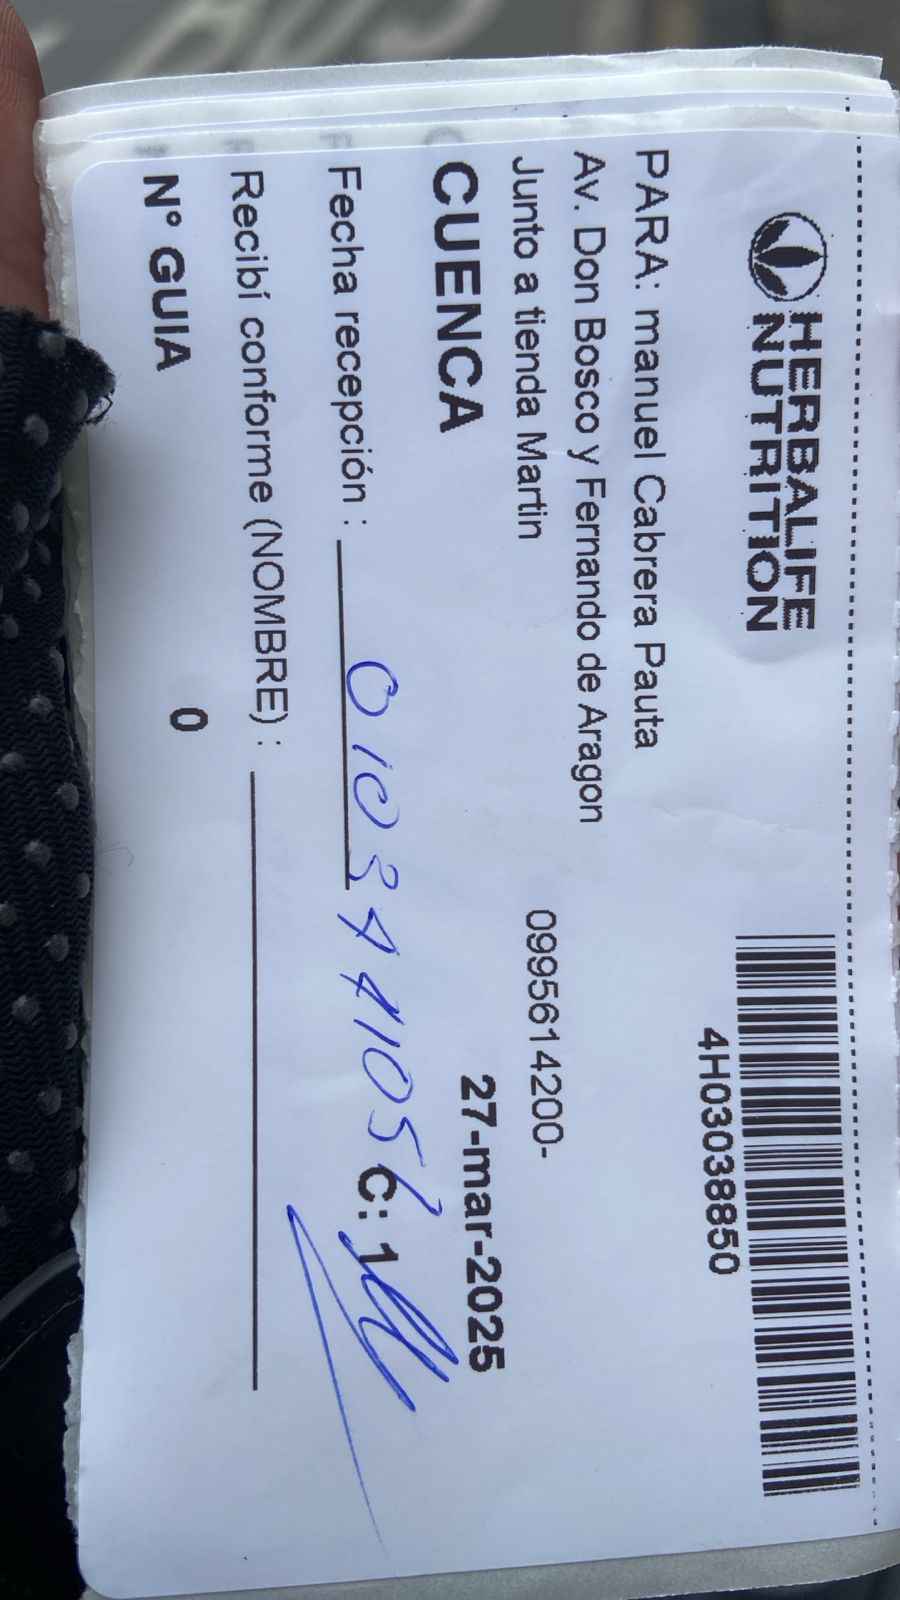 HERBALIFE
NUTRITION
4H03038850
PARA: manuel Cabrera Pauta
Av. Don Bosco y Fernando de Aragon
Junto a tienda Martin
0995614200-
CUENCA
27-mar-2025
Fecha recepción :
C: 1
Recibí conforme (NOMBRE) :
N° GUIA
0